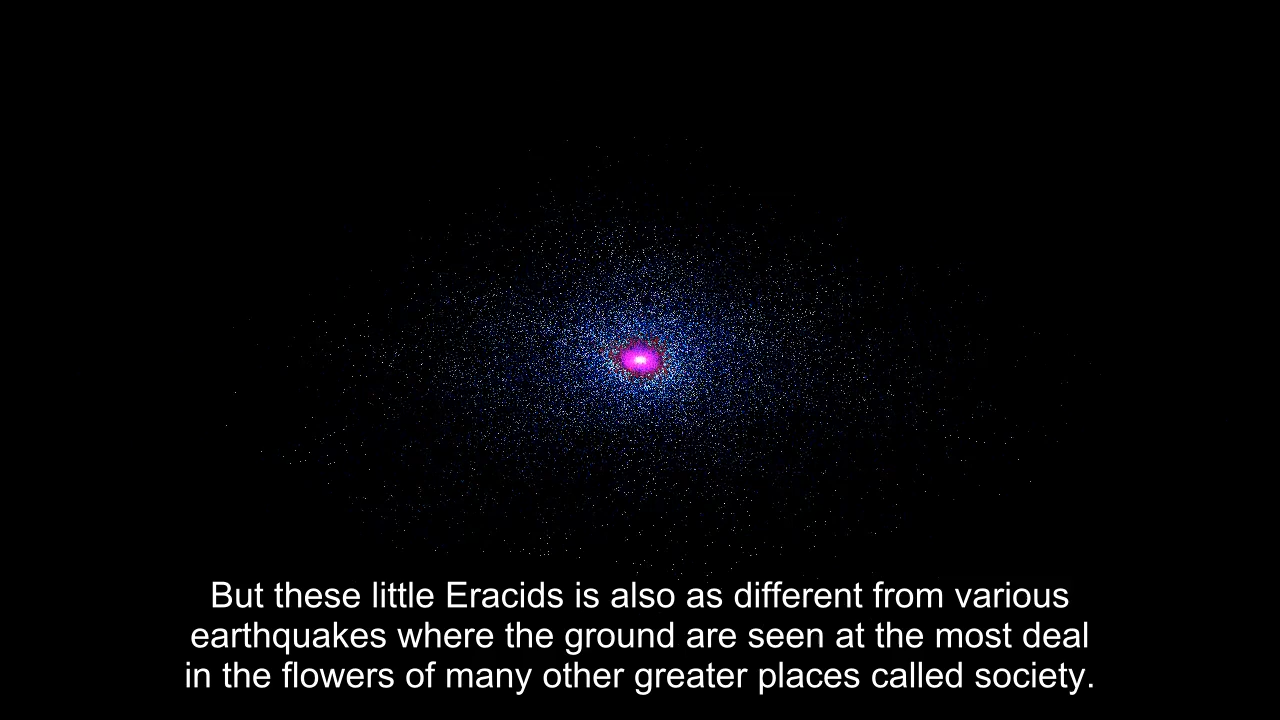 But these little Eracids is also as different from various
earthquakes where the ground are seen at the most deal
in the flowers of many other greater places called society.